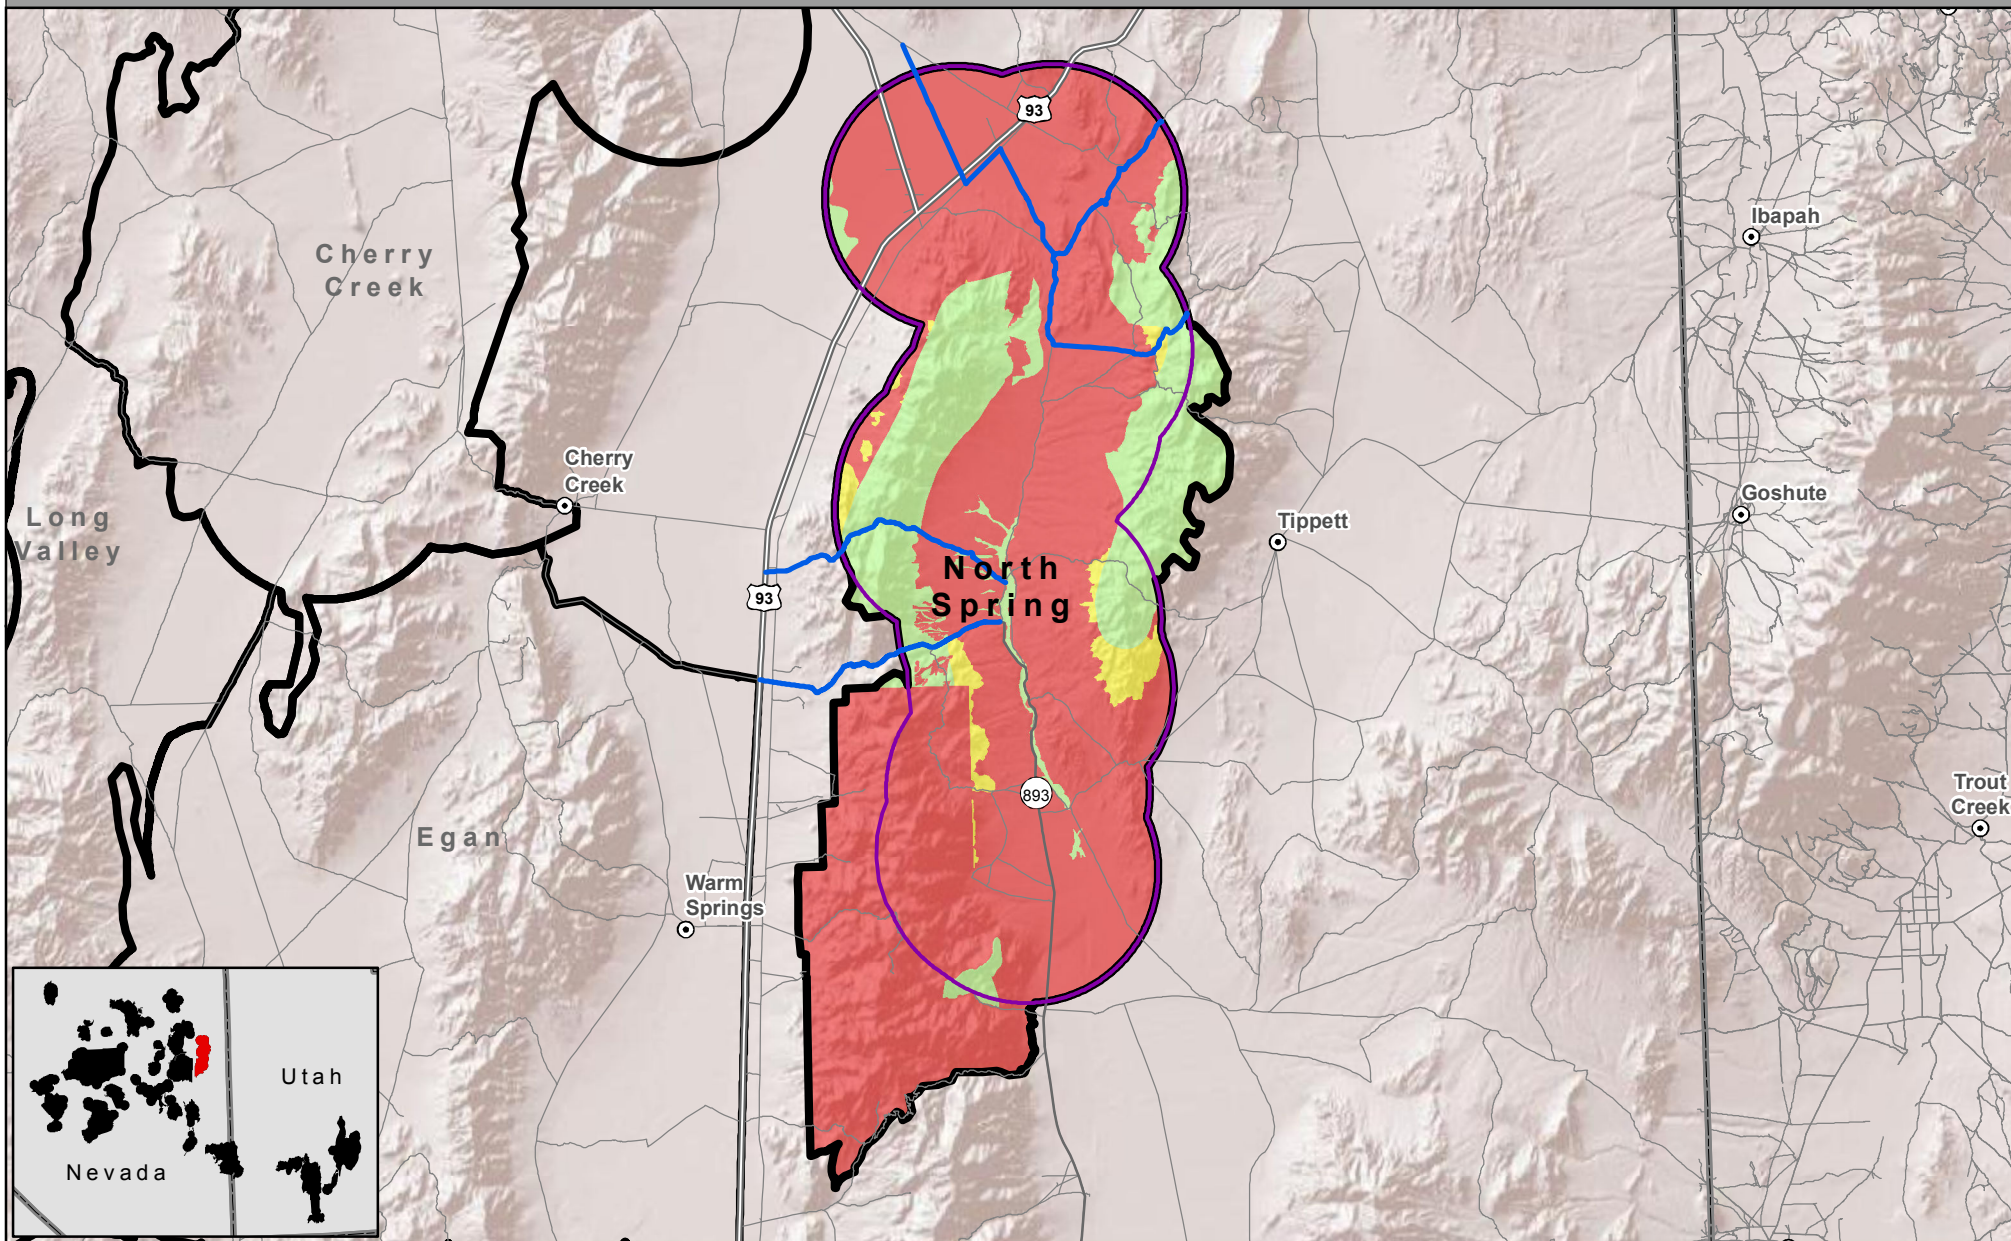 93
Ibapah
Cherry
Creek
Cherry
Creek
Goshute
Long
Valley
Tippett
North
Spring
93
Trout
Creek
893
Egan
Warm
Springs
Utah
Nevada